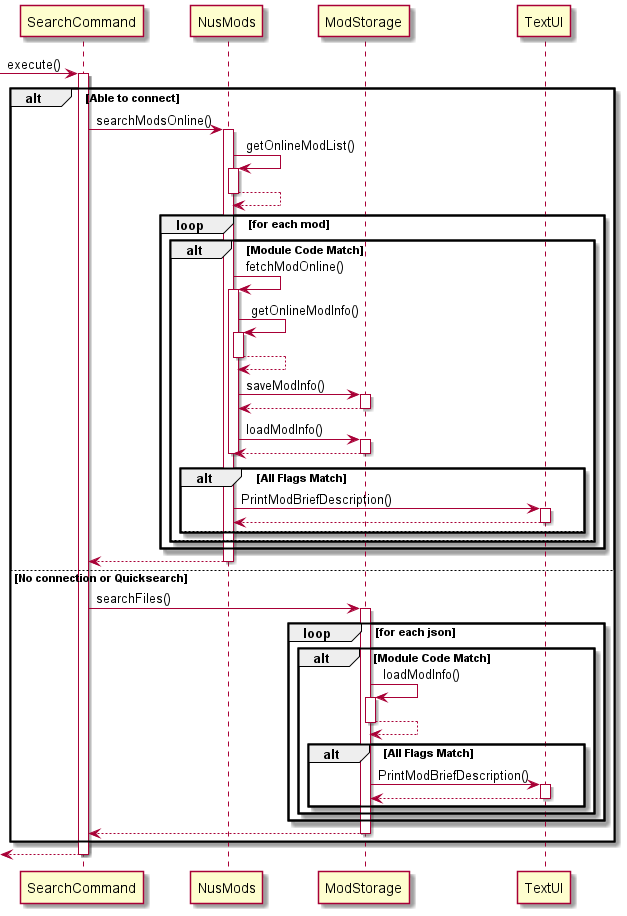 SearchCommand NusMods ModStorage TextUI
execute()
alt [Able to connect]
searchModsOnline()
getOnlineModList()
loop [for each mod]
alt [Module Code Match]
fetchModOnline()
getOnlineModInfo()
saveModInfo()
loadModInfo()
alt [All Flags Match]
PrintModBriefDescription()
[No connection or Quicksearch]
searchFiles()
loop [for each json]
alt [Module Code Match]
loadModInfo()
alt [All Flags Match]
PrintModBriefDescription()
SearchCommand NusMods ModStorage TextUI